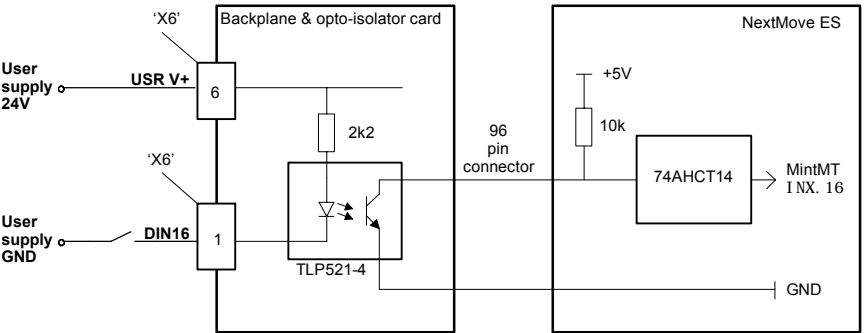 'X6'
Backplane & opto-isolator card
NextMove ES
User
supply
24V
USR V+
6
+5V
2k2
10k
96
pin
connector
'X6'
74AHCT14
MintMT
INX.16
User
supply
GND
DIN16
1
TLP521-4
GND